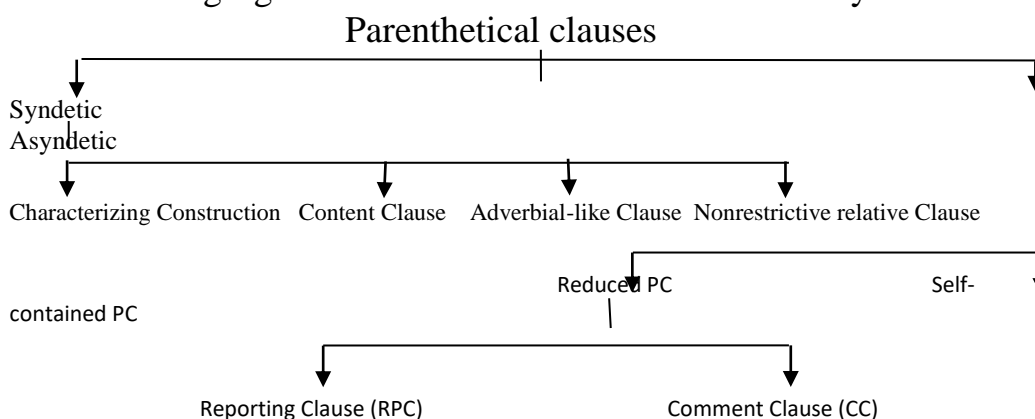 Parenthetical clauses
Syndetic
Asyndetic
Characterizing Construction Content Clause Adverbial-like Clause Nonrestrictive relative Clause
Reduced PC Self-
contained PC
Reporting Clause (RPC) Comment Clause (CC)